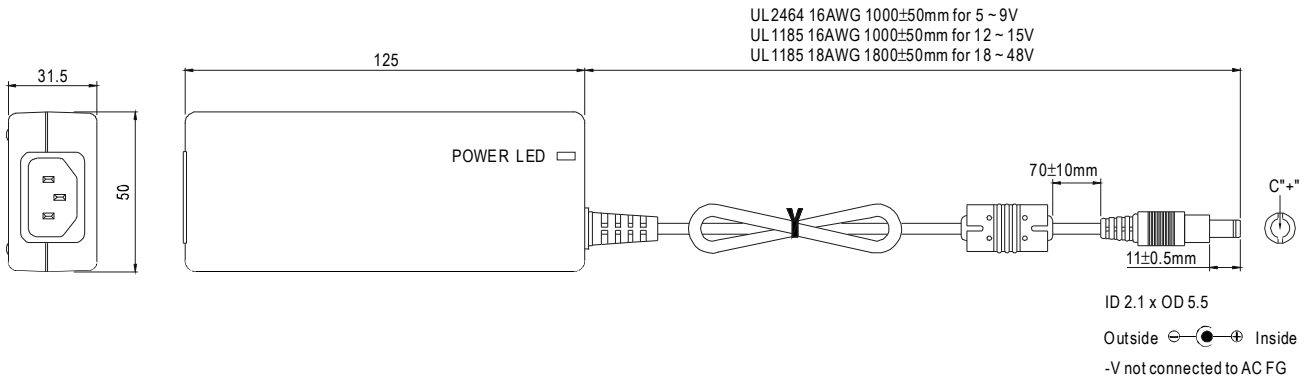 UL2464 16AWG 1000±50mm for 5 ~ 9V
UL1185 16AWG 1000±50mm for 12 ~ 15V
UL1185 18AWG 1800±50mm for 18 ~ 48V
125
31.5
50
POWER LED
70±10mm
C"+"
11±0.5mm
ID 2.1 x OD 5.5
Outside Inside
-V not connected to AC FG